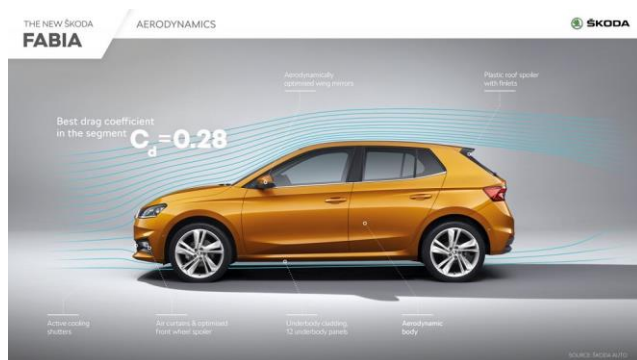 THE NEW ŠKODA
FABIA
AERODYNAMICS
ŠKODA
Aerodynamically
optimised wing mirrors
Plastic roof spoiler
with finlets
Best drag coefficient
in the segment
Cd=0.28
Active cooling
shutters
Air curtains & optimised
front wheel spoiler
Underbody cladding,
12 underbody panels
Aerodynamic
body
SOURCE: ŠKODA AUTO